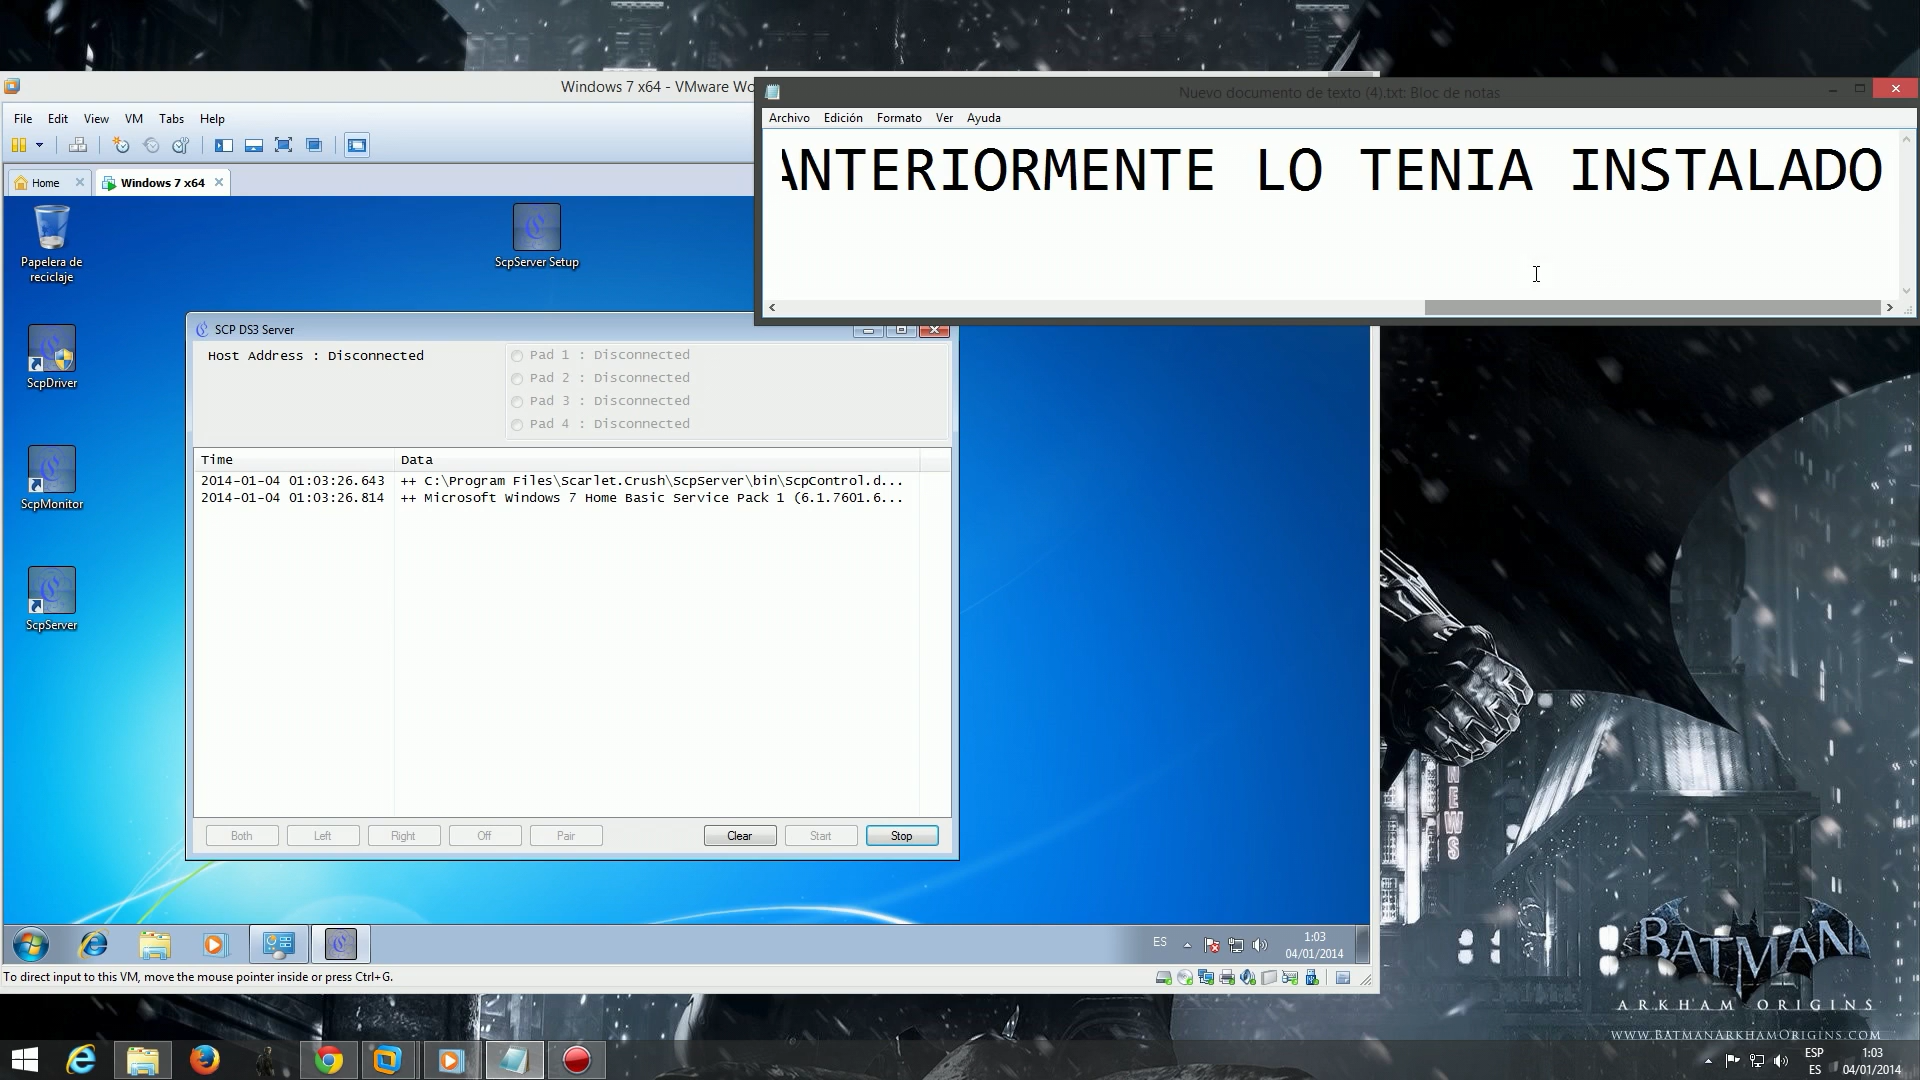 Windows 7 x64 - VMware Wo
File Edit View VM Tabs Help
Home
Windows 7 x64
Nuevo documento de texto (4).txt: Bloc de notas
Archivo Edición Formato Ver Ayuda
ANTERIORMENTE LO TENIA INSTALADO
Papelera de
reciclaje
ScpServer Setup
ScpDriver
ScpMonitor
ScpServer
SCP DS3 Server
Host Address : Disconnected
Pad 1 : Disconnected
Pad 2 : Disconnected
Pad 3 : Disconnected
Pad 4 : Disconnected
Time Data
2014-01-04 01:03:26.643 ++ C:\Program Files\Scarlet.Crush\ScpServer\bin\ScpControl.d...
2014-01-04 01:03:26.814 ++ Microsoft Windows 7 Home Basic Service Pack 1 (6.1.7601.6...
Both Left Right Off Pair Clear Start Stop
ES
1:03
04/01/2014
To direct input to this VM, move the mouse pointer inside or press Ctrl+G.
NEWS
BATMAN
ARKHAM ORIGINS
WWW.BATMANARKHAMORIGINS.COM
ESP
ES
1:03
04/01/2014